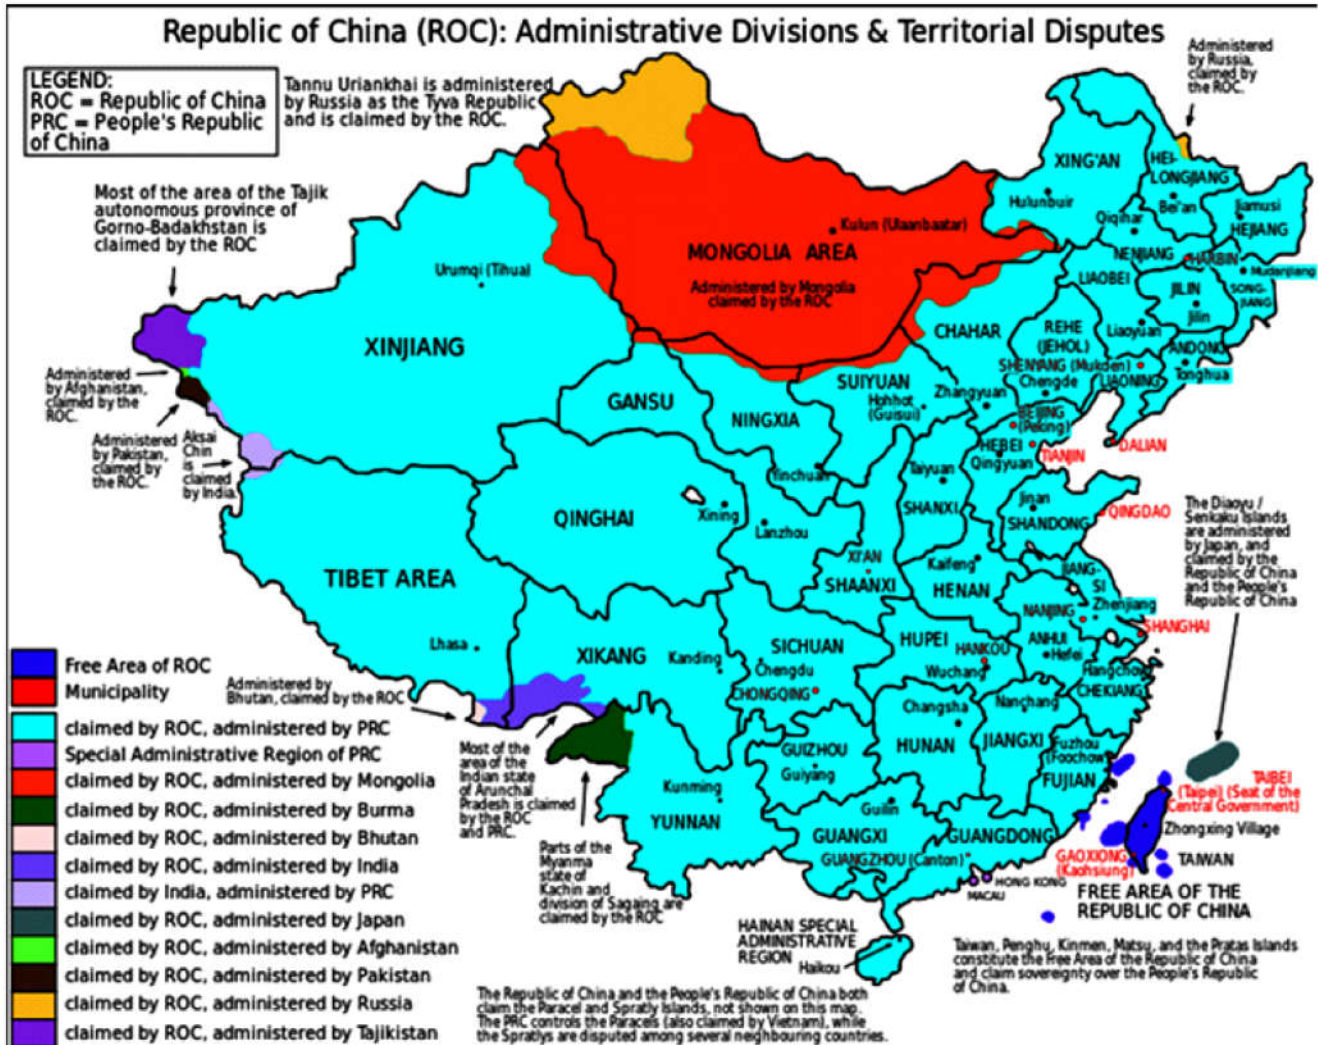 Republic of China (ROC): Administrative Divisions & Territorial Disputes
LEGEND:
ROC = Republic of China
PRC = People's Republic
of China
Tannu Uriankhai is administered
by Russia as the Tyva Republic
and is claimed by the ROC.
Administered
by Russia,
claimed by
the ROC.
Most of the area of the Tajik
autonomous province of
Gorno-Badakhstan is
claimed by the ROC
XING'AN
Hulunbuir
HEI-
LONGJIANG
Bei'an
Qiqihar
Jiamusi
HEJIANG
NENJIANG
HARBIN
Mudanjiang
SONG-
JIANG
LIAOBEI
JILIN
Jilin
Liaoyuan
ANDONG
Tonghua
Kulun (Ulaanbaatar)
MONGOLIA AREA
Administered by Mongolia
claimed by the ROC
Urumqi (Tihua)
XINJIANG
CHAHAR
REHE
(JEHOL)
SHENYANG (Mukden)
Chengde
LIAONING
Administered
by Afghanistan,
claimed by the
ROC.
Administered
by Pakistan,
claimed by
the ROC.
Aksai
Chin
is
claimed
by India.
GANSU
NINGXIA
SUIYUAN
Hohhot
(Guisui)
Zhangyuan
BEIJING
(Peking)
HEBEI
Qingyuan
TIANJIN
DALIAN
Yinchuan
Taiyuan
SHANXI
Jinan
SHANDONG
QINGDAO
QINGHAI
Xining
Lanzhou
XI'AN
SHAANXI
Kaifeng
HENAN
JIANG-
SI
NANJING
Zhenjiang
SHANGHAI
The Diaoyu /
Senkaku Islands
are administered
by Japan, and
claimed by the
Republic of China
and the People's
Republic of China
TIBET AREA
Lhasa
XIKANG
Kanding
SICHUAN
Chengdu
CHONGQING
HUPEI
HANKOU
Wuchang
ANHUI
Hefei
Hangchow
CHEKIANG
Administered by
Bhutan, claimed by the ROC
Most of the
area of the
Indian state
of Arunchal
Pradesh is claimed
by the ROC
and PRC.
Parts of the
Myanma
state of
Kachin and
division of Sagaing are
claimed by the ROC
Changsha
HUNAN
Nanchang
JIANGXI
Fuzhou
(Foochow)
FUJIAN
GUIZHOU
Guiyang
Kunming
YUNNAN
Guilin
GUANGXI
GUANGDONG
GUANGZHOU (Canton)
HONG KONG
MACAU
TAIBEI
(Taipei) (Seat of the
Central Government)
Zhongxing Village
TAIWAN
GAOXIONG
(Kaohsiung)
FREE AREA OF THE
REPUBLIC OF CHINA
HAINAN SPECIAL
ADMINISTRATIVE
REGION
Haikou
Taiwan, Penghu, Kinmen, Matsu, and the Pratas Islands
constitute the Free Area of the Republic of China
and claim sovereignty over the People's Republic
of China.
The Republic of China and the People's Republic of China both
claim the Paracel and Spratly Islands, not shown on this map.
The PRC controls the Paracels (also claimed by Vietnam), while
the Spratlys are disputed among several neighbouring countries.
Free Area of ROC
Municipality
claimed by ROC, administered by PRC
Special Administrative Region of PRC
claimed by ROC, administered by Mongolia
claimed by ROC, administered by Burma
claimed by ROC, administered by Bhutan
claimed by ROC, administered by India
claimed by India, administered by PRC
claimed by ROC, administered by Japan
claimed by ROC, administered by Afghanistan
claimed by ROC, administered by Pakistan
claimed by ROC, administered by Russia
claimed by ROC, administered by Tajikistan